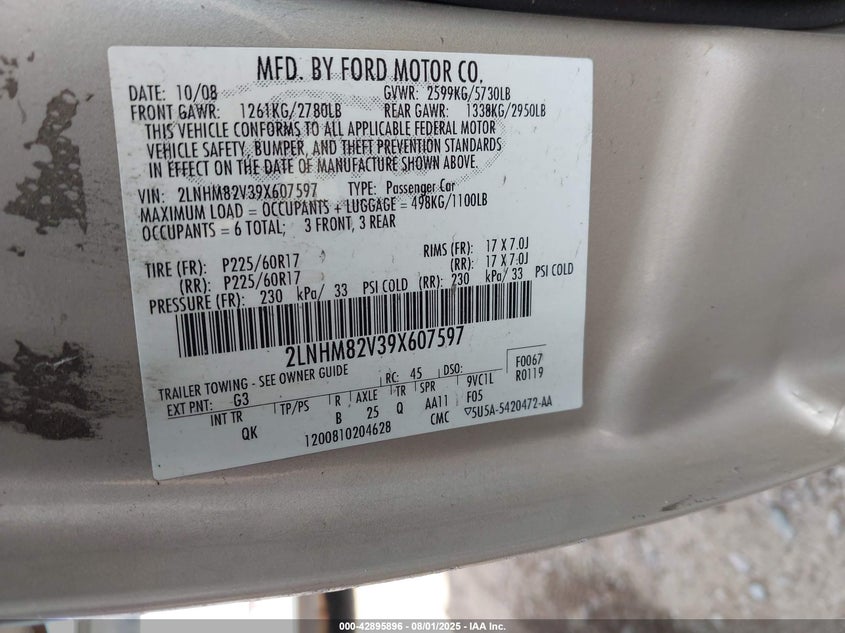 MFD. BY FORD MOTOR CO.
DATE: 10/08 GVWR: 2599KG/5730LB
FRONT GAWR: 1261KG/2780LB REAR GAWR: 1338KG/2950LB
THIS VEHICLE CONFORMS TO ALL APPLICABLE FEDERAL MOTOR
VEHICLE SAFETY, BUMPER, AND THEFT PREVENTION STANDARDS
IN EFFECT ON THE DATE OF MANUFACTURE SHOWN ABOVE.
VIN: 2LNHM82V39X607597 TYPE: Passenger Car
MAXIMUM LOAD = OCCUPANTS + LUGGAGE = 498KG/1100LB
OCCUPANTS = 6 TOTAL; 3 FRONT, 3 REAR
TIRE (FR): P225/60R17 RIMS (FR): 17 X 7.0J
(RR): P225/60R17 (RR): 17 X 7.0J
PRESSURE (FR): 230 kPa/ 33 PSI COLD (RR): 230 kPa/ 33 PSI COLD
2LNHM82V39X607597
TRAILER TOWING - SEE OWNER GUIDE RC: 45 DSO: F0067
EXT PNT: G3 R0119
INT TR TP/PS R AXLE TR SPR 9VC1L
QK B 25 Q AA11 F05
1200810204628 CMC ▽5U5A-5420472-AA
000-42895896 - 08/01/2025 - IAA Inc.